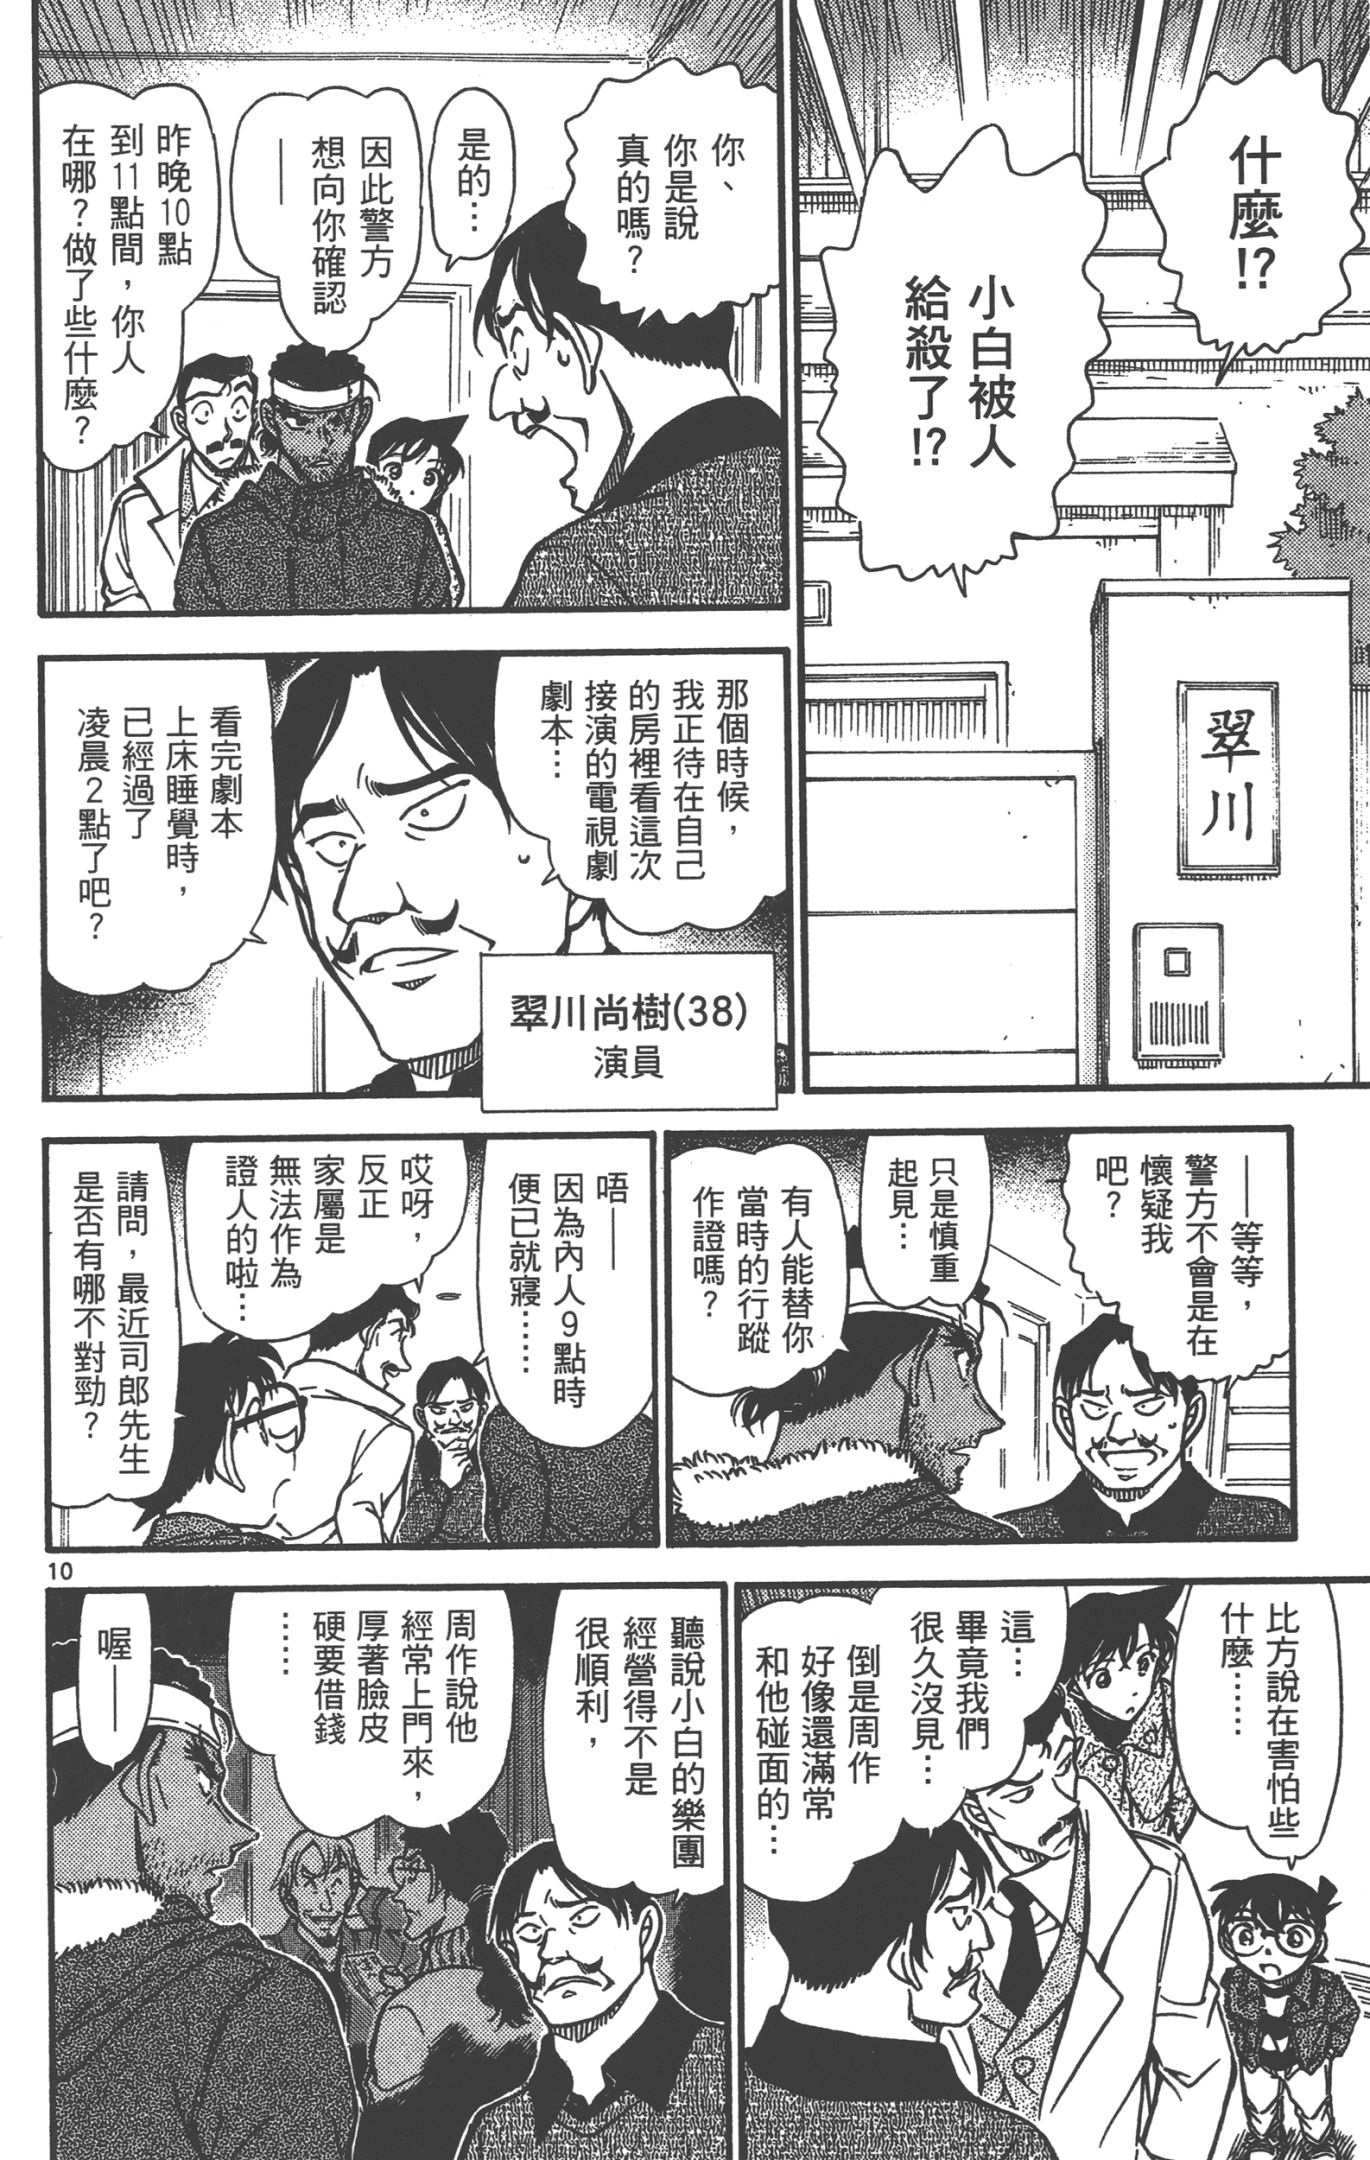 什麼!?
小白被人
給殺了!?
翠川
你、
你是說
真的嗎？
是的…
因此警方
想向你確認
──
昨晚10點
到11點間，你人
在哪？做了些什麼？
那個時候，
我正待在自己
的房裡看這次
接演的電視劇
劇本…
看完劇本
上床睡覺時，
已經過了
凌晨2點了吧？
翠川尚樹(38)
演員
──等等，
警方不會是在
懷疑我
吧？
只是慎重
起見…
有人能替你
當時的行蹤
作證嗎？
唔──
因為內人9點時
便已就寢……
哎呀，
反正
家屬是
無法作為
證人的啦…
請問，最近司郎先生
是否有哪不對勁？
10
比方說在害怕些
什麼……
這…
畢竟我們
很久沒見…
倒是周作
好像還滿常
和他碰面的…
聽說小白的樂團
經營得不是
很順利，
周作說他
經常上門來，
厚著臉皮
硬要借錢
……
喔──